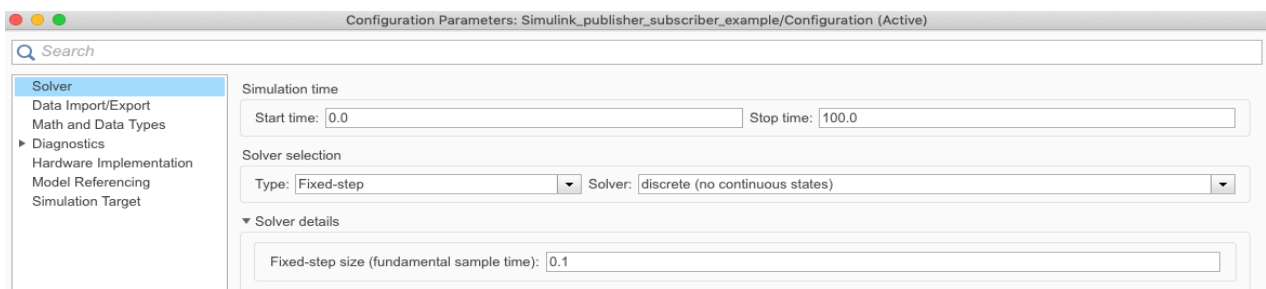 Configuration Parameters: Simulink_publisher_subscriber_example/Configuration (Active)
Search
Solver
Data Import/Export
Math and Data Types
Diagnostics
Hardware Implementation
Model Referencing
Simulation Target
Simulation time
Start time: 0.0 Stop time: 100.0
Solver selection
Type: Fixed-step Solver: discrete (no continuous states)
Solver details
Fixed-step size (fundamental sample time): 0.1